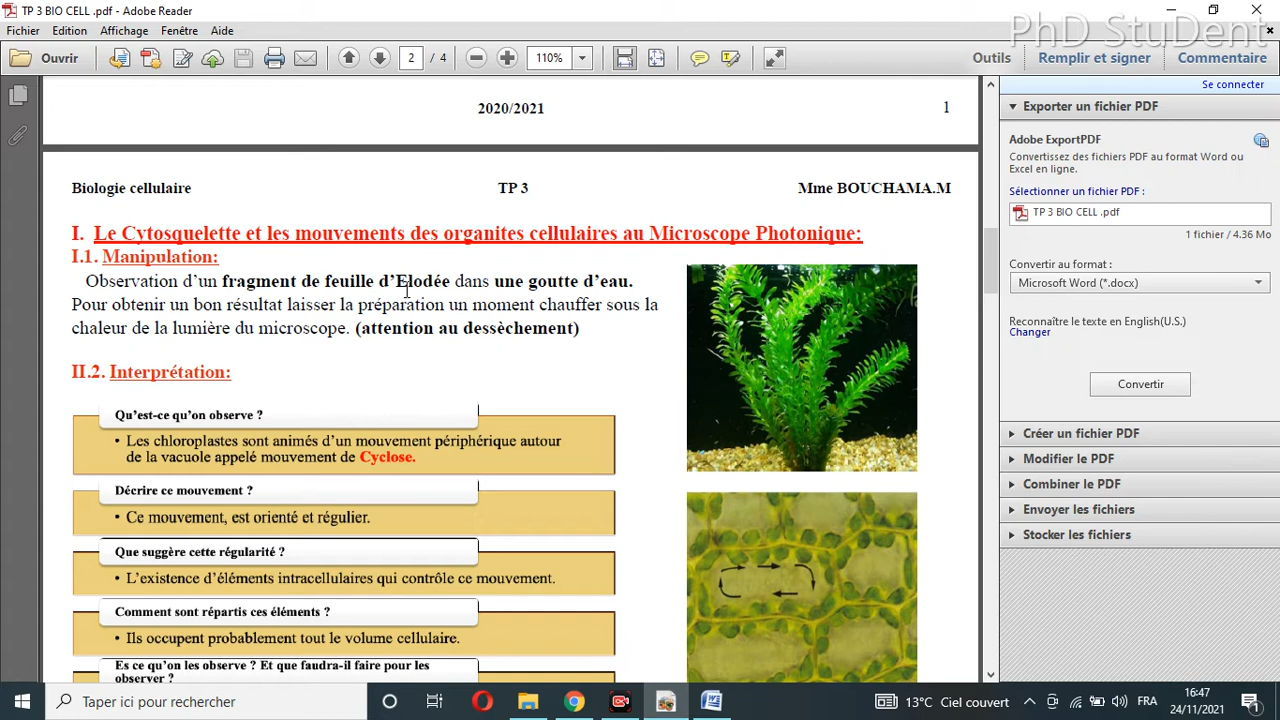 TP 3 BIO CELL .pdf - Adobe Reader
PhD StuDent
Fichier Edition Affichage Fenêtre Aide
Ouvrir 2 / 4 110% Outils Remplir et signer Commentaire
2020/2021 1
Biologie cellulaire TP 3 Mme BOUCHAMA.M
I. Le Cytosquelette et les mouvements des organites cellulaires au Microscope Photonique:
I.1. Manipulation:
Observation d'un fragment de feuille d'Elodée dans une goutte d'eau.
Pour obtenir un bon résultat laisser la préparation un moment chauffer sous la
chaleur de la lumière du microscope. (attention au dessèchement)
II.2. Interprétation:
Qu'est-ce qu'on observe ?
• Les chloroplastes sont animés d'un mouvement périphérique autour
de la vacuole appelé mouvement de Cyclose.
Décrire ce mouvement ?
• Ce mouvement, est orienté et régulier.
Que suggère cette régularité ?
• L'existence d'éléments intracellulaires qui contrôle ce mouvement.
Comment sont répartis ces éléments ?
• Ils occupent probablement tout le volume cellulaire.
Es ce qu'on les observe ? Et que faudra-il faire pour les
observer ?
Se connecter
Exporter un fichier PDF
Adobe ExportPDF
Convertissez des fichiers PDF au format Word ou
Excel en ligne.
Sélectionner un fichier PDF :
TP 3 BIO CELL .pdf
1 fichier / 4.36 Mo
Convertir au format :
Microsoft Word (*.docx)
Reconnaître le texte en English(U.S.)
Changer
Convertir
Créer un fichier PDF
Modifier le PDF
Combiner le PDF
Envoyer les fichiers
Stocker les fichiers
Taper ici pour rechercher
13°C Ciel couvert
FRA
16:47
24/11/2021
1